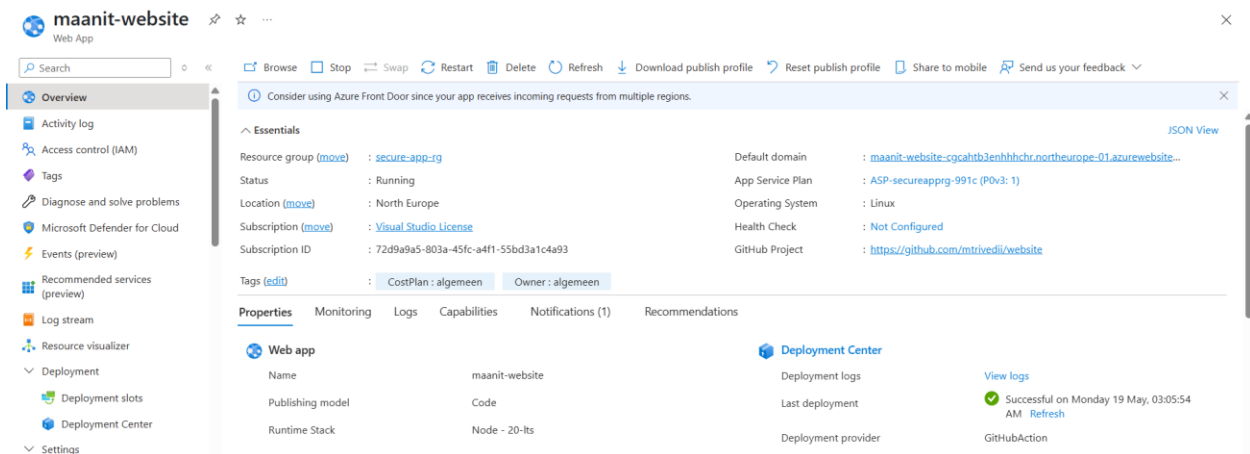 maanit-website
Web App
Search
Browse Stop Swap Restart Delete Refresh Download publish profile Reset publish profile Share to mobile Send us your feedback
Overview
Activity log
Access control (IAM)
Tags
Diagnose and solve problems
Microsoft Defender for Cloud
Events (preview)
Recommended services
(preview)
Log stream
Resource visualizer
Deployment
Deployment slots
Deployment Center
Settings
Consider using Azure Front Door since your app receives incoming requests from multiple regions.
Essentials
JSON View
Resource group (move) : secure-app-rg
Status : Running
Location (move) : North Europe
Subscription (move) : Visual Studio License
Subscription ID : 72d9a9a5-803a-45fc-a4f1-55bd3a1c4a93
Default domain : maanit-website-cgcahtb3enhhhchr.northeurope-01.azurewebsite...
App Service Plan : ASP-secureapprg-991c (P0v3: 1)
Operating System : Linux
Health Check : Not Configured
GitHub Project : https://github.com/mtrivedii/website
Tags (edit) : CostPlan : algemeen Owner : algemeen
Properties Monitoring Logs Capabilities Notifications (1) Recommendations
Web app
Name maanit-website
Publishing model Code
Runtime Stack Node - 20-lts
Deployment Center
Deployment logs View logs
Last deployment Successful on Monday 19 May, 03:05:54
AM Refresh
Deployment provider GitHubAction